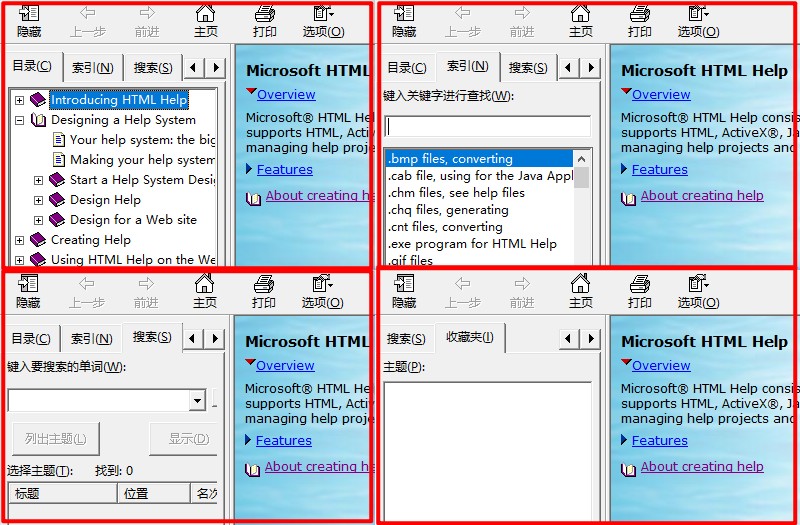 隐藏 上一步 前进 主页 打印 选项(O)
目录(C) 索引(N) 搜索(S)
Introducing HTML Help
Designing a Help System
Your help system: the big
Making your help system
Start a Help System Desig
Design Help
Design for a Web site
Creating Help
Using HTML Help on the We
Microsoft HTML
Overview
Microsoft® HTML He
supports HTML, Activ
managing help proje
Features
About creating h
隐藏 上一步 前进 主页 打印 选项(O)
目录(C) 索引(N) 搜索(S)
键入关键字进行查找(W):
.bmp files, converting
.cab file, using for the Java Appl
.chm files, see help files
.chq files, generating
.cnt files, converting
.exe program for HTML Help
.gif files
Microsoft HTML Help
Overview
Microsoft® HTML Help consis
supports HTML, ActiveX®, Ja
managing help projects and
Features
About creating help
隐藏 上一步 前进 主页 打印 选项(O)
目录(C) 索引(N) 搜索(S)
键入要搜索的单词(W):
列出主题(L) 显示(D)
选择主题(T): 找到: 0
标题 位置 名次
Microsoft HTML
Overview
Microsoft® HTML He
supports HTML, Activ
managing help proje
Features
About creating h
隐藏 上一步 前进 主页 打印 选项(O)
搜索(S) 收藏夹(I)
主题(P):
Microsoft HTML Help
Overview
Microsoft® HTML Help consis
supports HTML, ActiveX®, Ja
managing help projects and
Features
About creating help